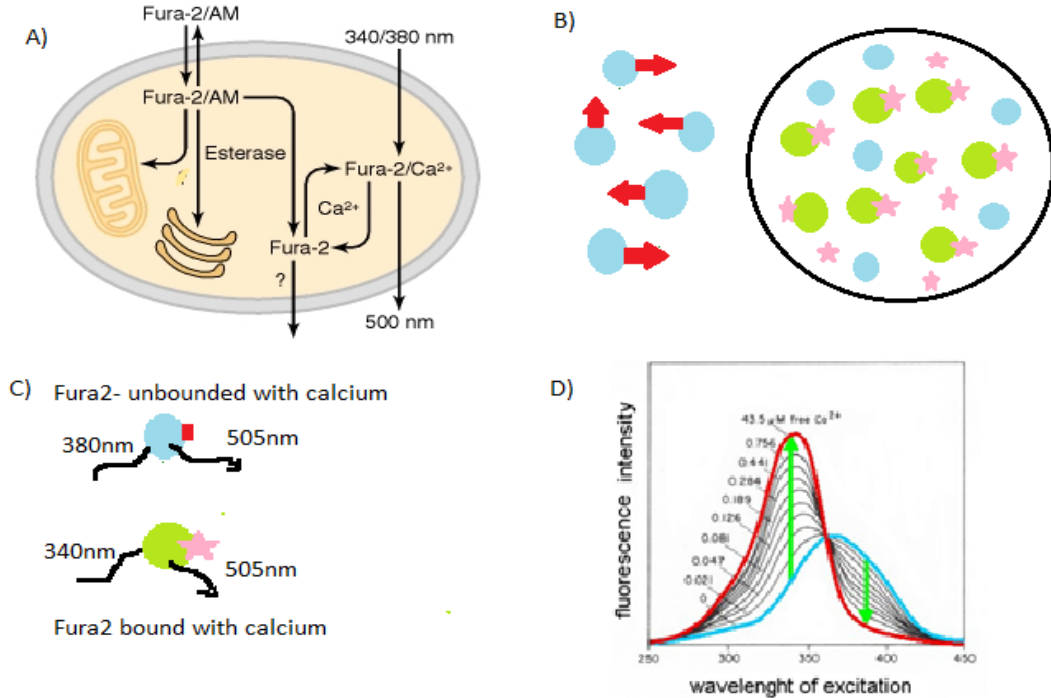 A)
Fura-2/AM
340/380 nm
Fura-2/AM
Esterase
Fura-2/Ca²⁺
Ca²⁺
Fura-2
?
500 nm
B)
C)
Fura2- unbounded with calcium
380nm
505nm
340nm
505nm
Fura2 bound with calcium
D)
fluorescence intensity
43.5 μM free Ca²⁺
0.756
0.441
0.284
0.189
0.126
0.081
0.047
0.021
0
250
300
350
400
450
wavelenght of excitation